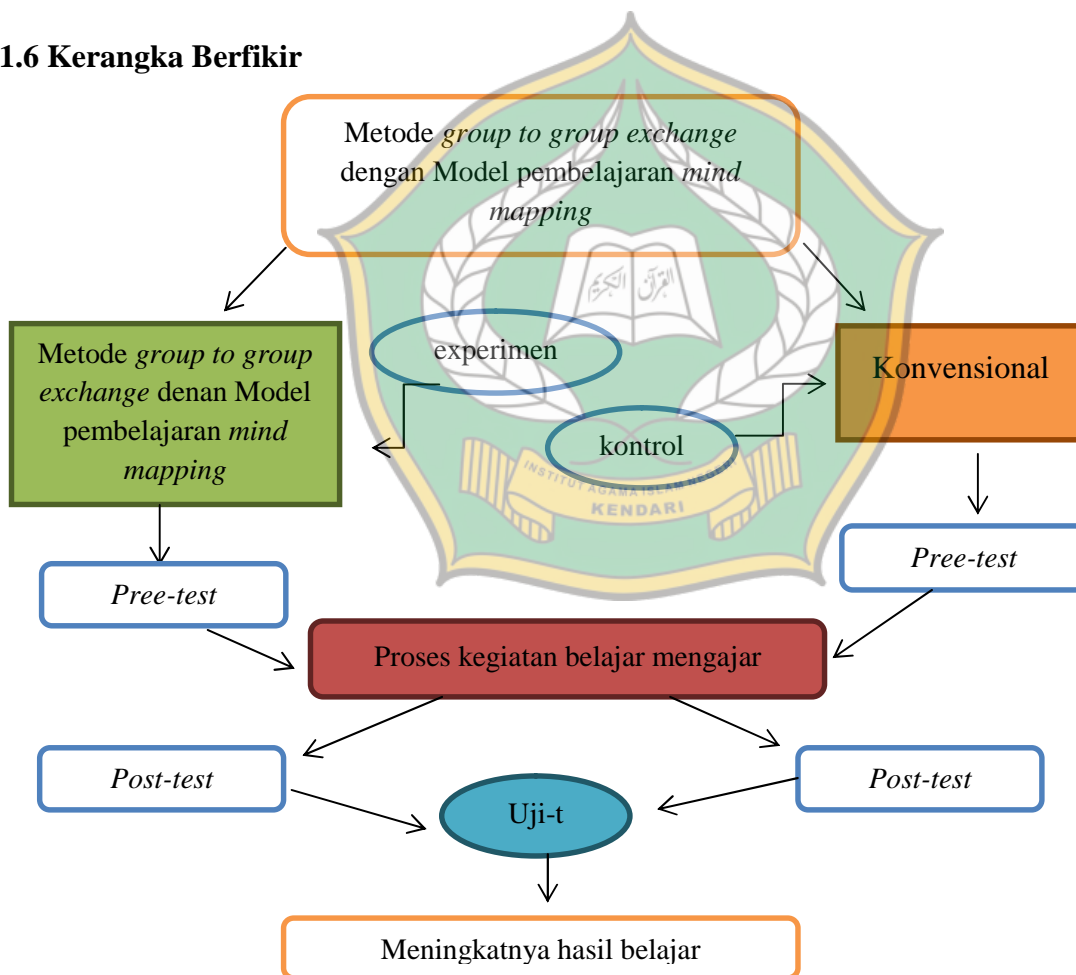 1.6 Kerangka Berfikir
Metode group to group exchange
dengan Model pembelajaran mind
mapping
القرآن الكريم
Metode group to group
exchange denan Model
pembelajaran mind
mapping
experimen
kontrol
Konvensional
INSTITUT AGAMA ISLAM NEGERI
KENDARI
Pree-test
Pree-test
Proses kegiatan belajar mengajar
Post-test
Uji-t
Post-test
Meningkatnya hasil belajar